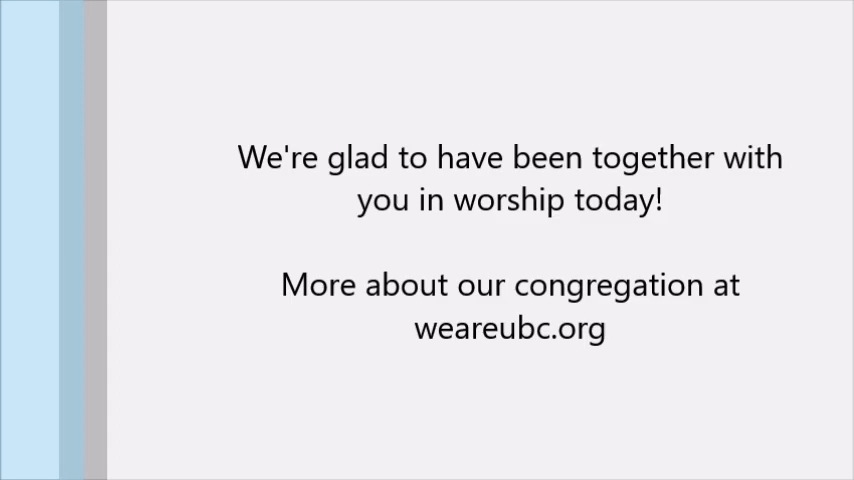 We're glad to have been together with
you in worship today!
More about our congregation at
weareubc.org